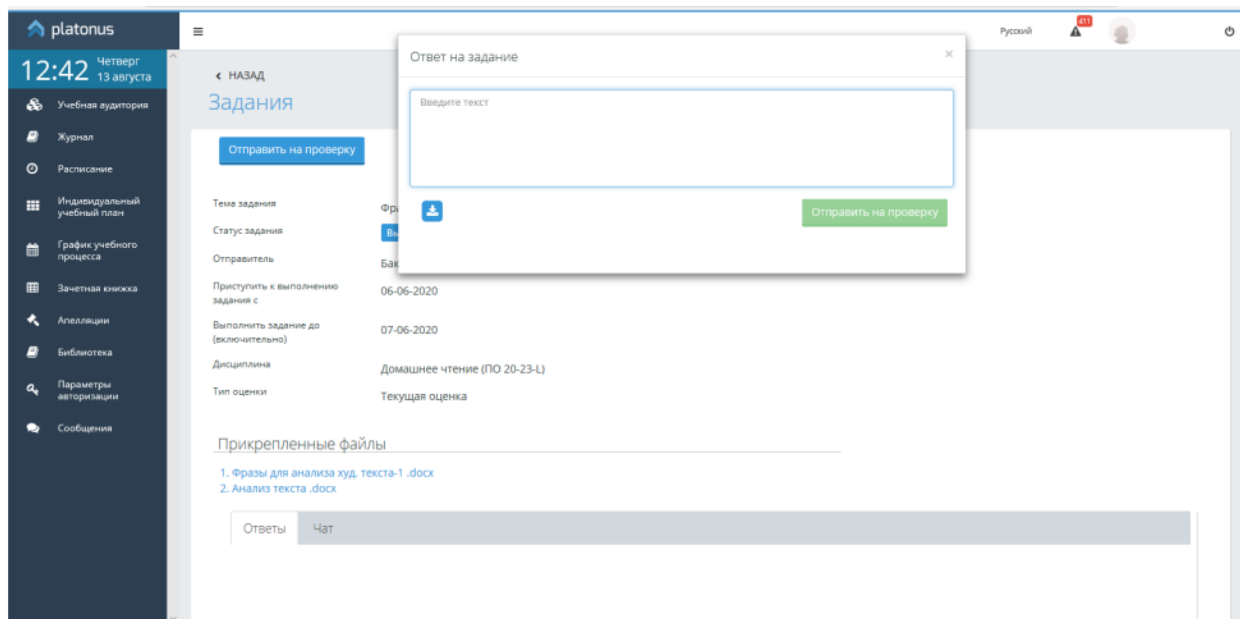 platonus
12:42 Четверг
13 августа
Учебная аудитория
Журнал
Расписание
Индивидуальный
учебный план
График учебного
процесса
Зачетная книжка
Апелляции
Библиотека
Параметры
авторизации
Сообщения
Русский
411
НАЗАД
Задания
Отправить на проверку
Ответ на задание
×
Введите текст
Отправить на проверку
Тема задания
Статус задания
Отправитель
Приступить к выполнению
задания с
06-06-2020
Выполнить задание до
(включительно)
07-06-2020
Дисциплина
Домашнее чтение (ПО 20-23-L)
Тип оценки
Текущая оценка
Прикрепленные файлы
1. Фразы для анализа худ. текста-1 .docx
2. Анализ текста .docx
Ответы Чат